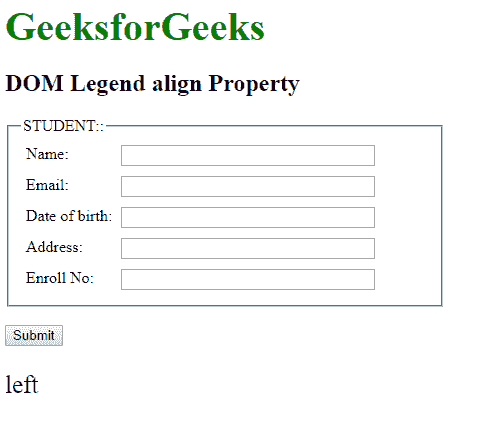 GeeksforGeeks
DOM Legend align Property
STUDENT::
Name:
Email:
Date of birth:
Address:
Enroll No:
Submit
left